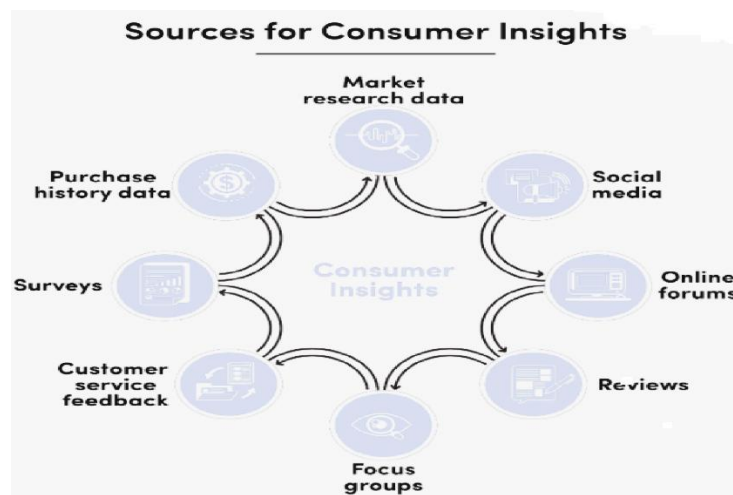 Sources for Consumer Insights
Market
research data
Purchase
history data
Social
media
Surveys
Consumer
Insights
Online
forums
Customer
service
feedback
Reviews
Focus
groups